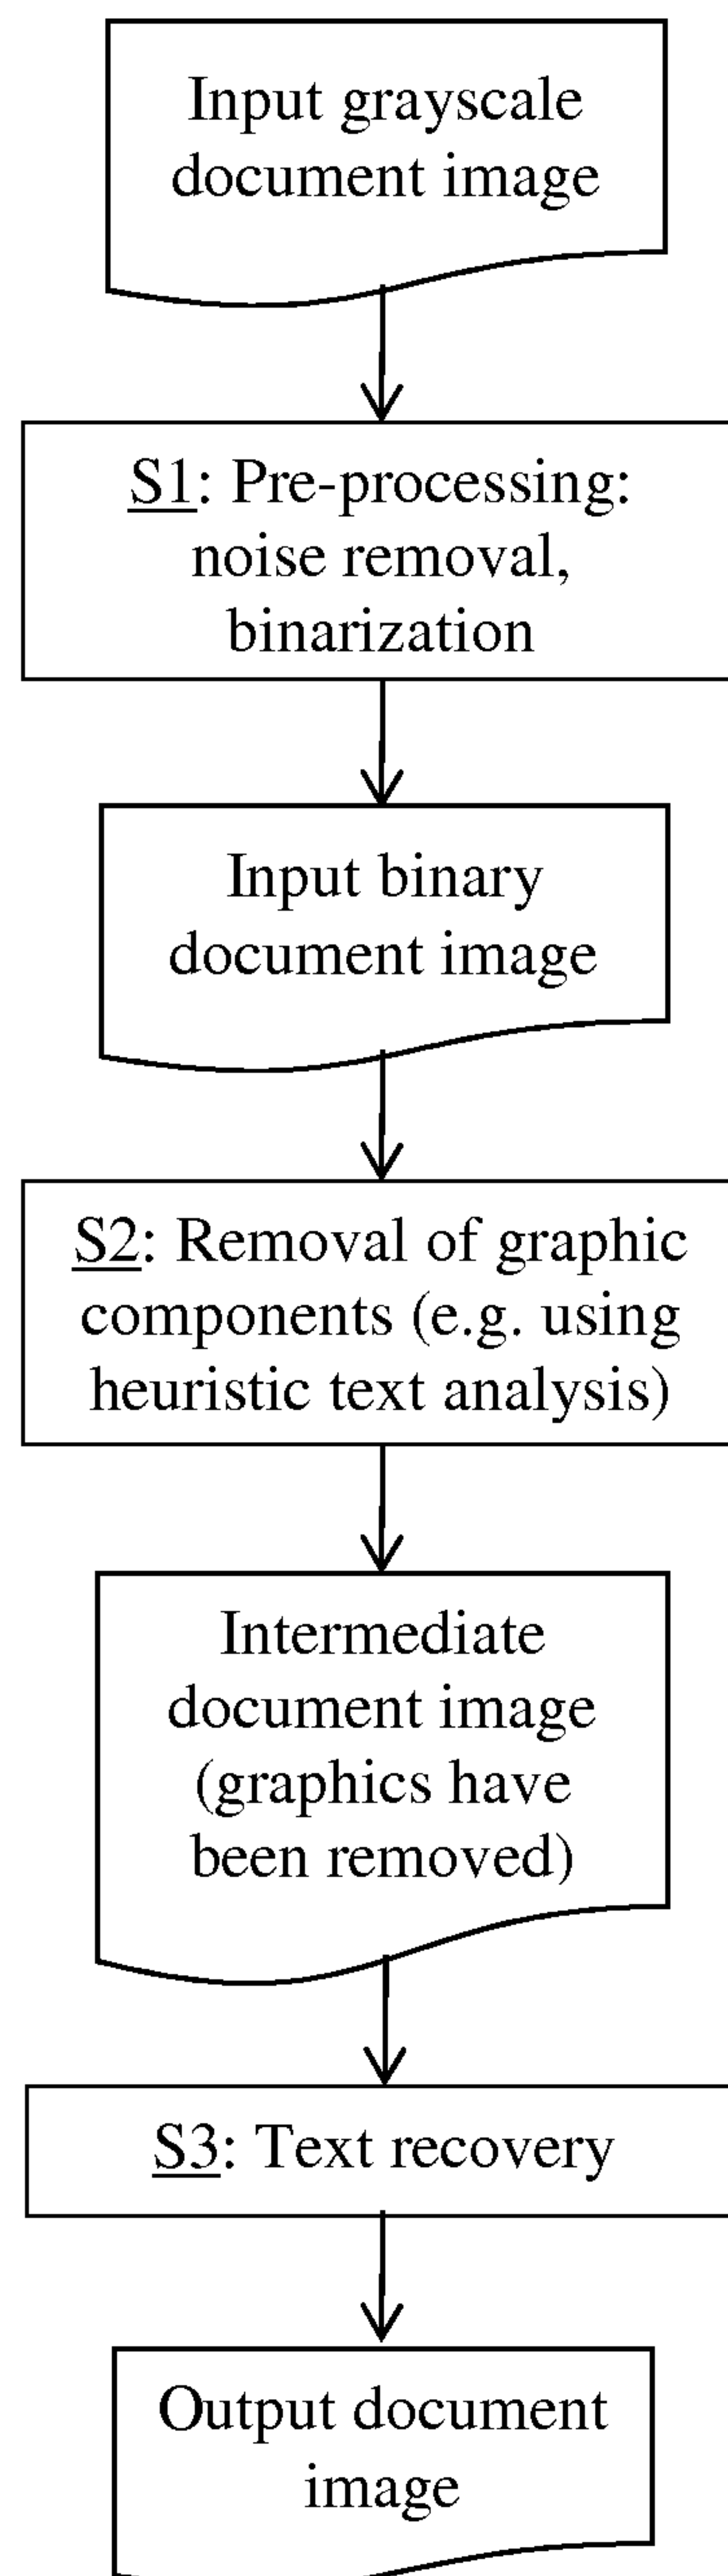 Input grayscale
document image
S1: Pre-processing:
noise removal,
binarization
Input binary
document image
S2: Removal of graphic
components (e.g. using
heuristic text analysis)
Intermediate
document image
(graphics have
been removed)
S3: Text recovery
Output document
image